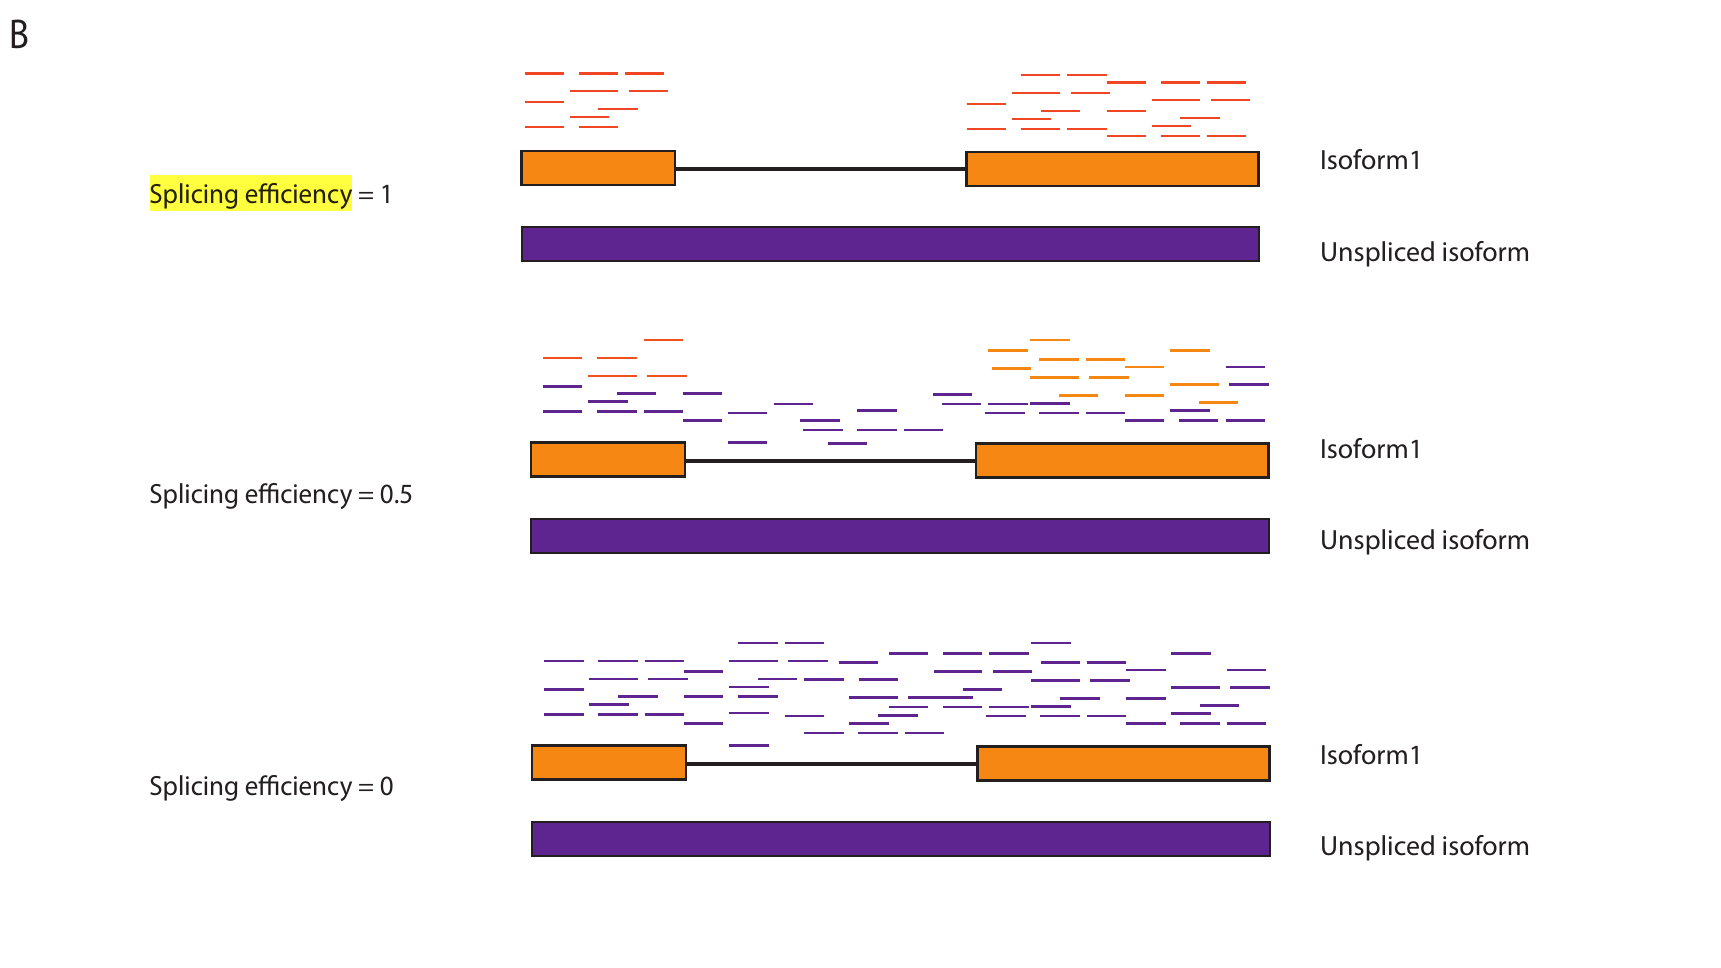 B
Isoform1
Splicing efficiency = 1
Unspliced isoform
Isoform1
Splicing efficiency = 0.5
Unspliced isoform
Isoform1
Splicing efficiency = 0
Unspliced isoform